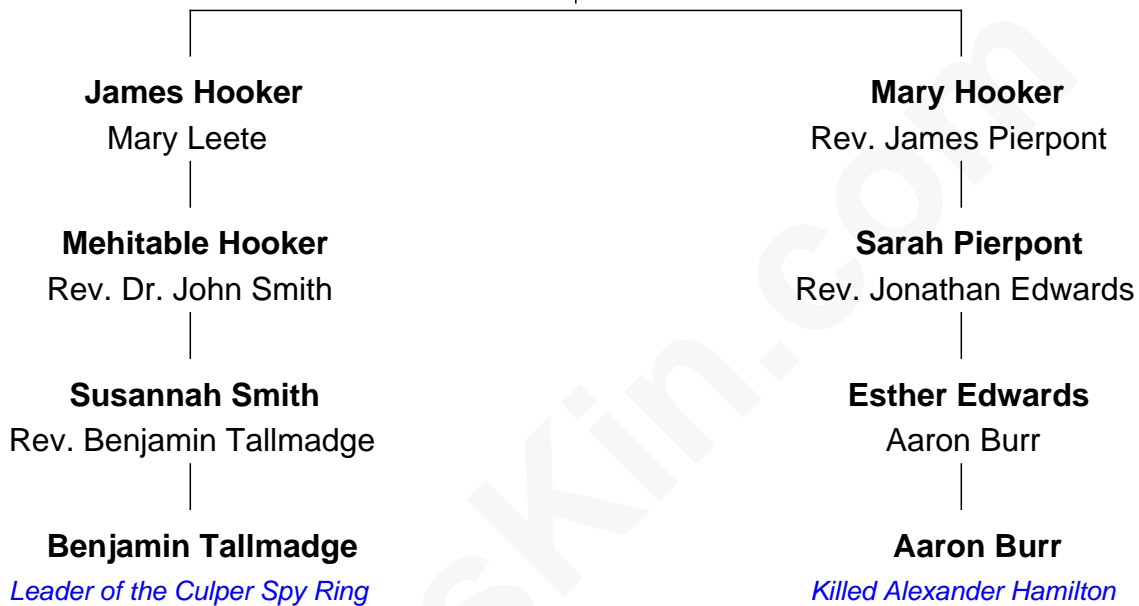 James Hooker
Mary Leete
Mehitable Hooker
Rev. Dr. John Smith
Susannah Smith
Rev. Benjamin Tallmadge
Benjamin Tallmadge
Leader of the Culper Spy Ring
Mary Hooker
Rev. James Pierpont
Sarah Pierpont
Rev. Jonathan Edwards
Esther Edwards
Aaron Burr
Aaron Burr
Killed Alexander Hamilton
sKin.com